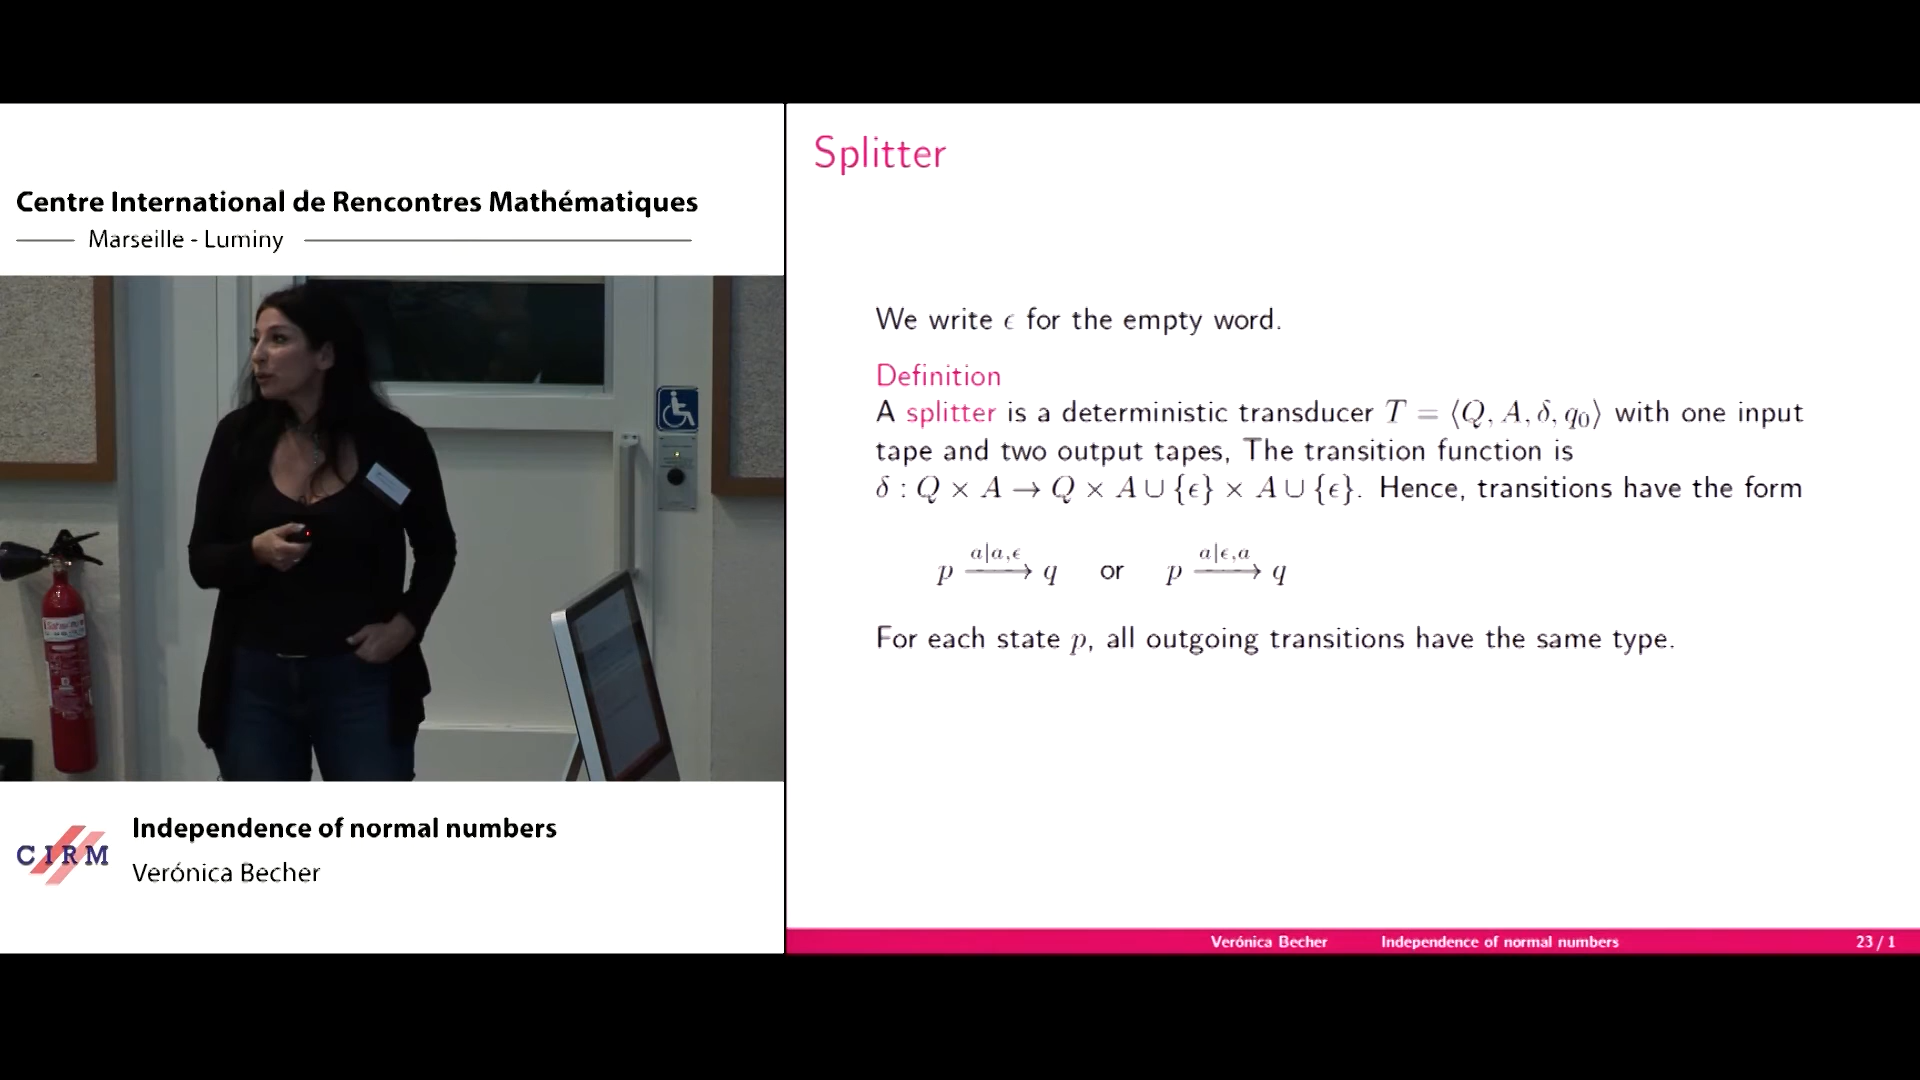 Centre International de Rencontres Mathématiques
Marseille - Luminy
Independence of normal numbers
Verónica Becher
CIRM
Splitter
We write ϵ for the empty word.
Definition
A splitter is a deterministic transducer T = ⟨Q, A, δ, q₀⟩ with one input
tape and two output tapes, The transition function is
δ : Q × A → Q × A ∪ {ϵ} × A ∪ {ϵ}. Hence, transitions have the form
p —a|a,ϵ→ q or p —a|ϵ,a→ q
For each state p, all outgoing transitions have the same type.
Verónica Becher Independence of normal numbers 23 / 1